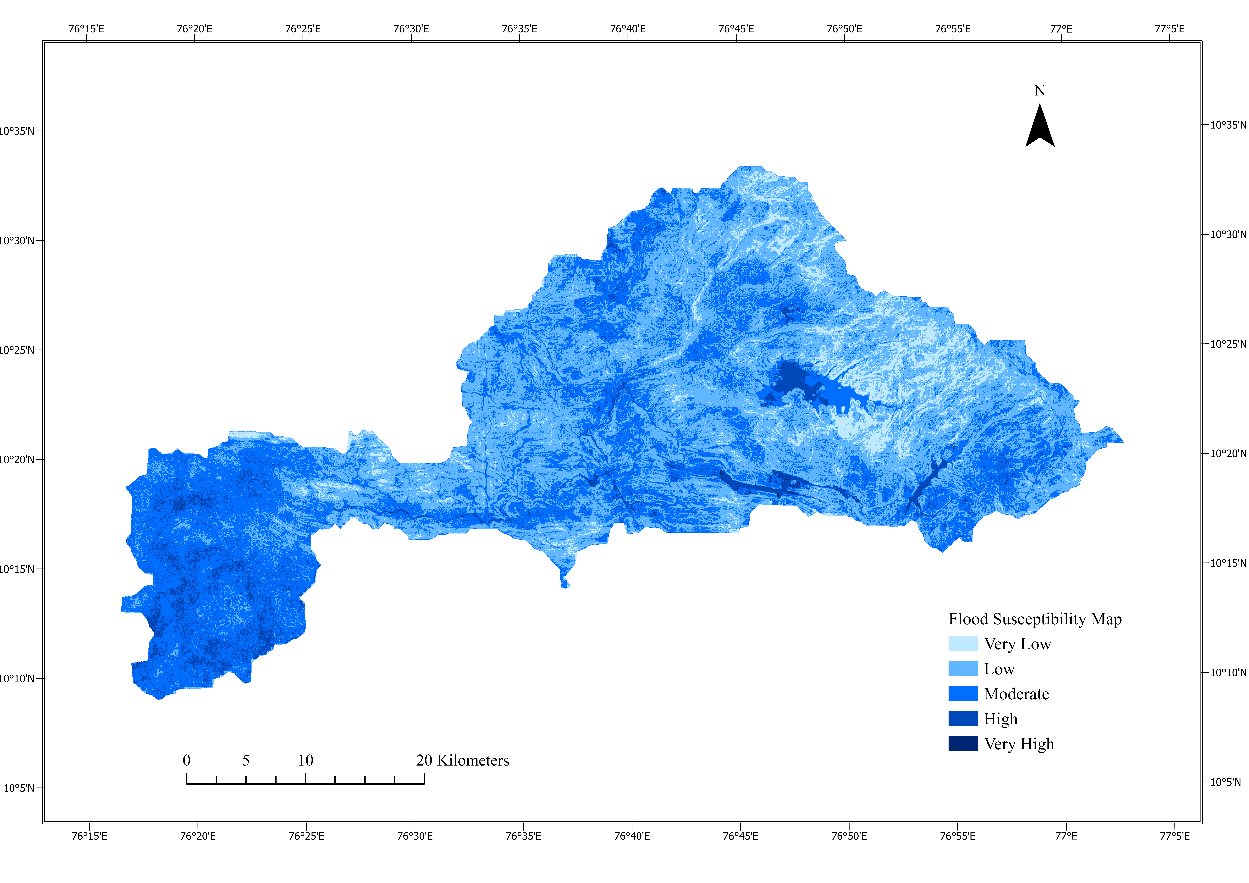 76°15'E 76°20'E 76°25'E 76°30'E 76°35'E 76°40'E 76°45'E 76°50'E 76°55'E 77°E 77°5'E
N
10°35'N 10°35'N
10°30'N 10°30'N
10°25'N 10°25'N
10°20'N 10°20'N
10°15'N 10°15'N
Flood Susceptibility Map
Very Low
Low
10°10'N 10°10'N
Moderate
High
Very High
0 5 10 20 Kilometers
10°5'N 10°5'N
76°15'E 76°20'E 76°25'E 76°30'E 76°35'E 76°40'E 76°45'E 76°50'E 76°55'E 77°E 77°5'E